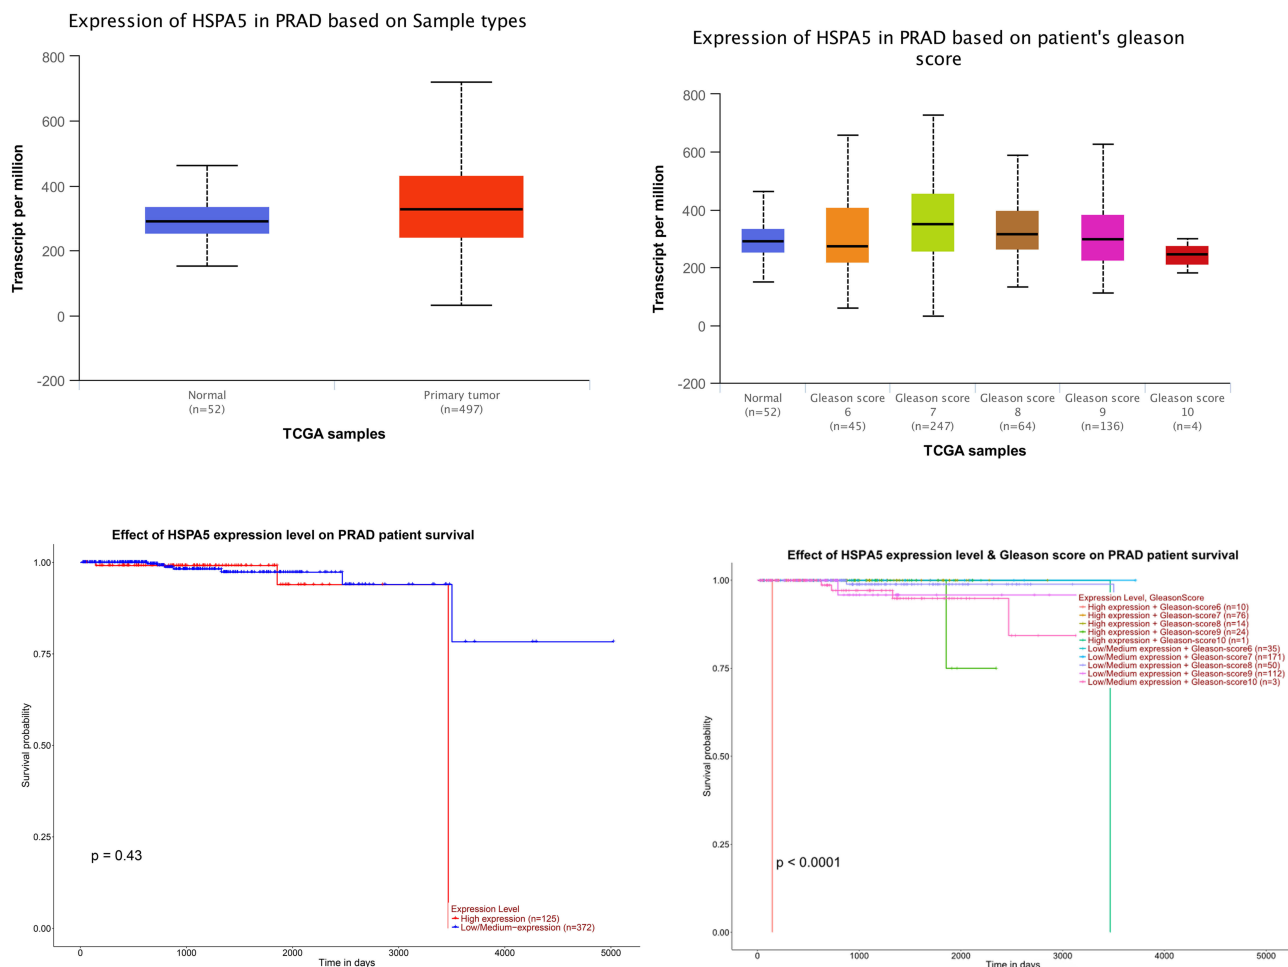 Expression of HSPA5 in PRAD based on Sample types
Transcript per million
800
600
400
200
0
-200
Normal
(n=52)
Primary tumor
(n=497)
TCGA samples
Expression of HSPA5 in PRAD based on patient's gleason
score
Transcript per million
800
600
400
200
0
-200
Normal
(n=52)
Gleason score
6
(n=45)
Gleason score
7
(n=247)
Gleason score
8
(n=64)
Gleason score
9
(n=136)
Gleason score
10
(n=4)
TCGA samples
Effect of HSPA5 expression level on PRAD patient survival
Survival probability
1.00
0.75
0.50
0.25
0.00
p = 0.43
Expression Level
High expression (n=125)
Low/Medium-expression (n=372)
0
1000
2000
3000
4000
5000
Time in days
Effect of HSPA5 expression level & Gleason score on PRAD patient survival
Survival probability
1.00
0.75
0.50
0.25
0.00
p < 0.0001
Expression Level, GleasonScore
High expression + Gleason-score6 (n=10)
High expression + Gleason-score7 (n=76)
High expression + Gleason-score8 (n=14)
High expression + Gleason-score9 (n=24)
High expression + Gleason-score10 (n=1)
Low/Medium expression + Gleason-score6 (n=35)
Low/Medium expression + Gleason-score7 (n=171)
Low/Medium expression + Gleason-score8 (n=50)
Low/Medium expression + Gleason-score9 (n=112)
Low/Medium expression + Gleason-score10 (n=3)
0
1000
2000
3000
4000
5000
Time in days